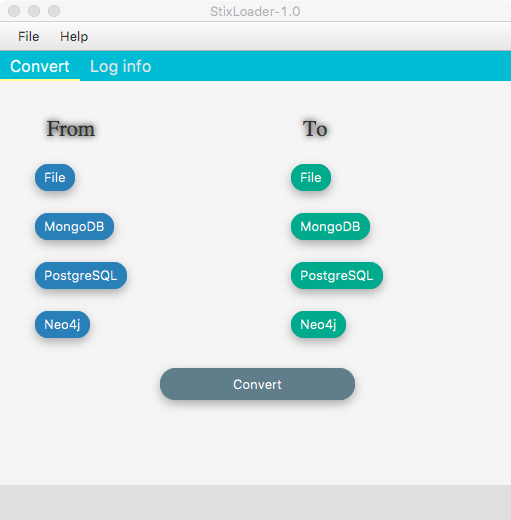 StixLoader-1.0
File Help
Convert Log info
From To
File File
MongoDB MongoDB
PostgreSQL PostgreSQL
Neo4j Neo4j
Convert